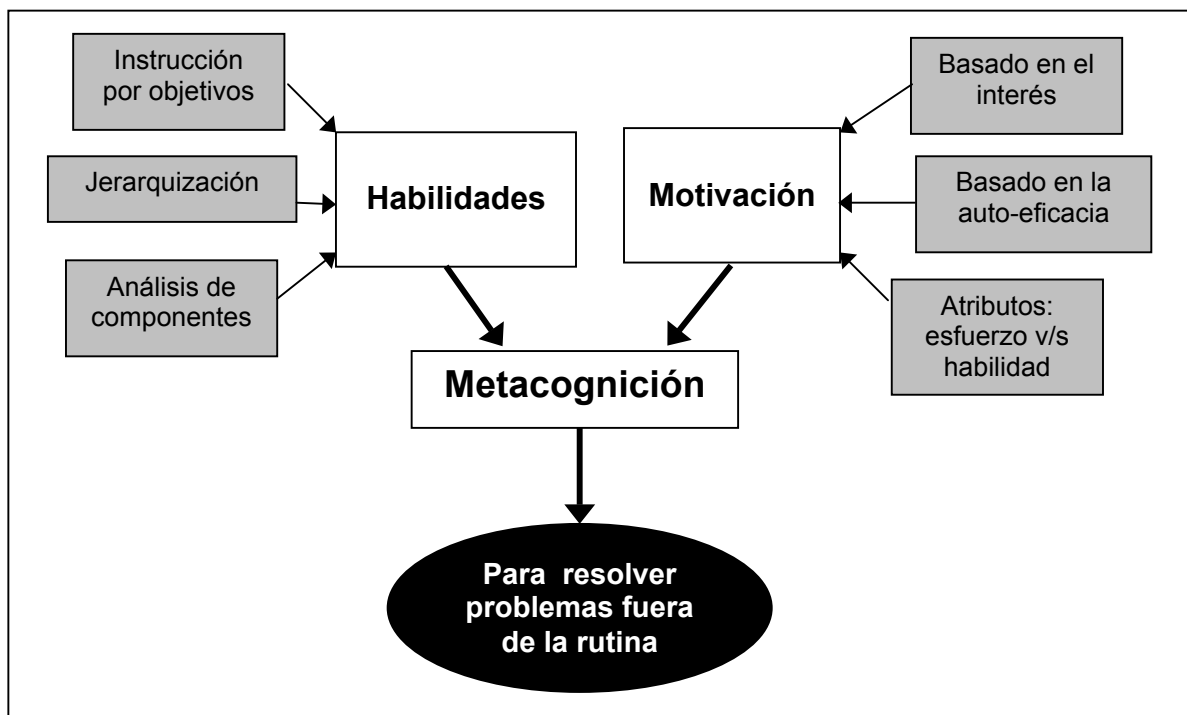 Instrucción
por objetivos
Jerarquización
Análisis de
componentes
Habilidades
Motivación
Basado en el
interés
Basado en la
auto-eficacia
Atributos:
esfuerzo v/s
habilidad
Metacognición
Para resolver
problemas fuera
de la rutina